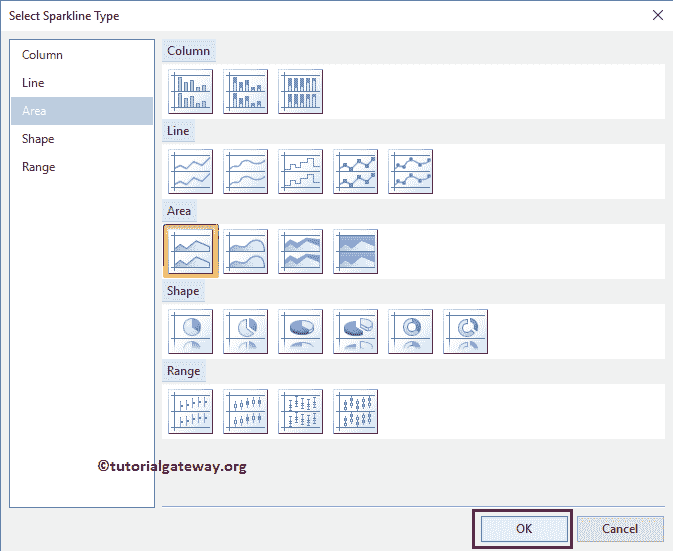 Select Sparkline Type
Column
Line
Area
Shape
Range
Column
Line
Area
Shape
Range
©tutorialgateway.org
OK
Cancel